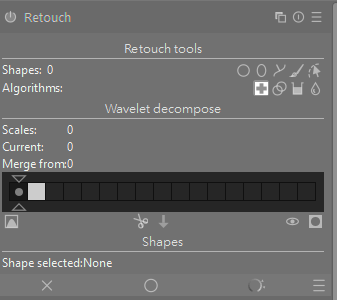 Retouch
Retouch tools
Shapes: 0
Algorithms:
Wavelet decompose
Scales: 0
Current: 0
Merge from:0
Shapes
Shape selected:None